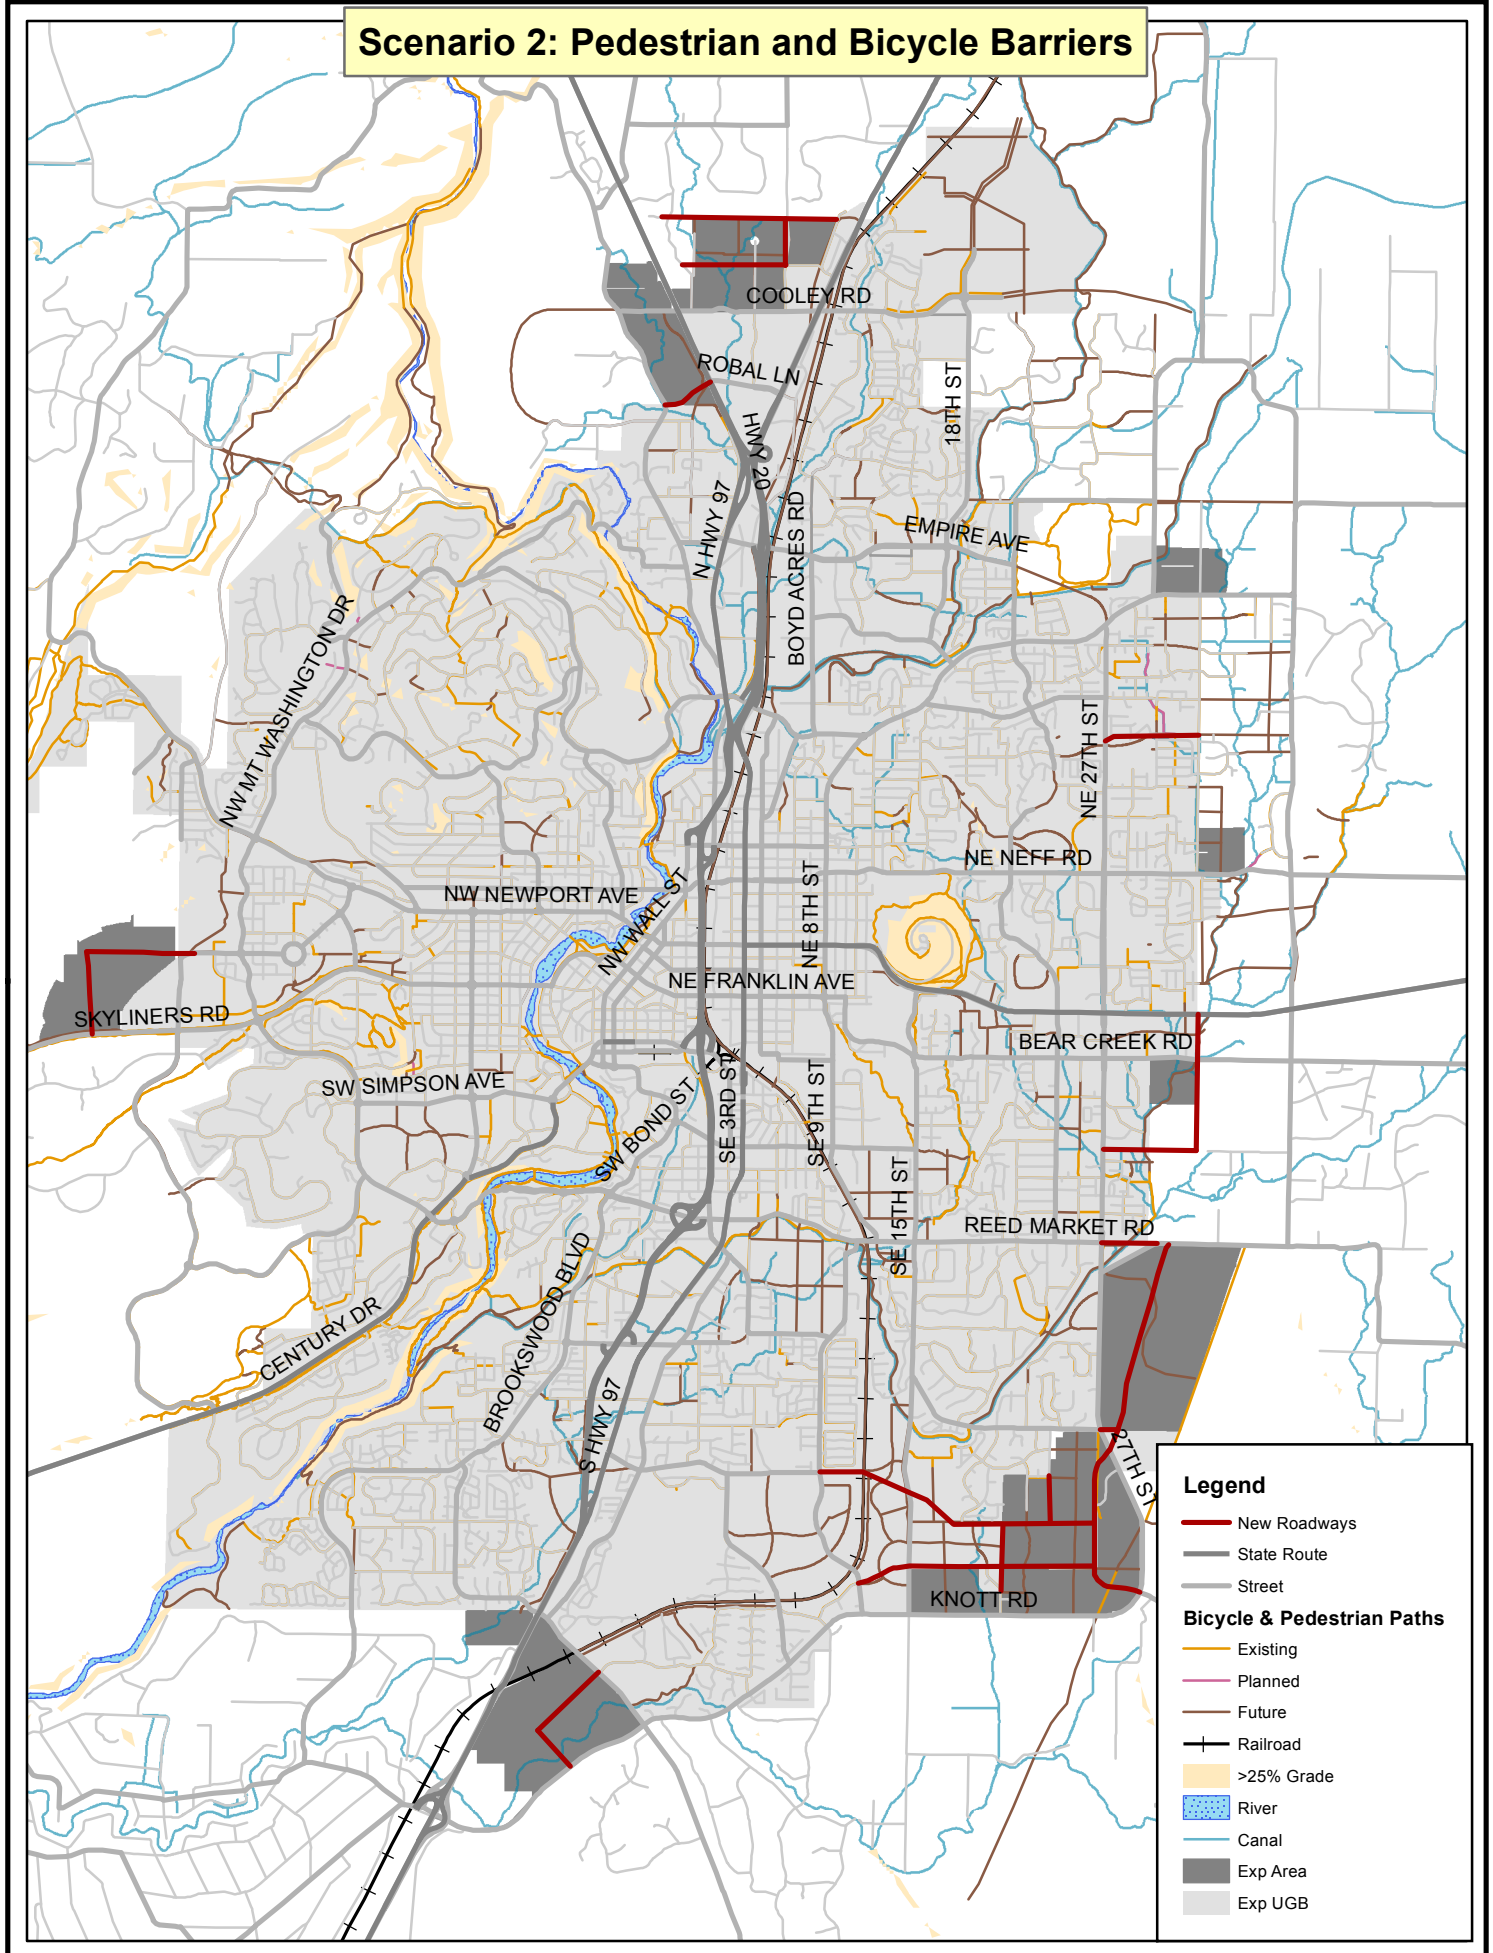 Scenario 2: Pedestrian and Bicycle Barriers
COOLEY RD
ROBAL LN
18TH ST
HWY 20
N HWY 97
BOYD ACRES RD
EMPIRE AVE
NW MT WASHINGTON DR
NE 27TH ST
NE NEFF RD
NW NEWPORT AVE
NW WALL ST
NE 8TH ST
NE FRANKLIN AVE
SKYLINERS RD
BEAR CREEK RD
SW SIMPSON AVE
SW BOND ST
SE 3RD ST
SE 9TH ST
SE 15TH ST
REED MARKET RD
BROOKSWOOD BLVD
CENTURY DR
S HWY 97
27TH ST
KNOTT RD
Legend
New Roadways
State Route
Street
Bicycle & Pedestrian Paths
Existing
Planned
Future
Railroad
>25% Grade
River
Canal
Exp Area
Exp UGB